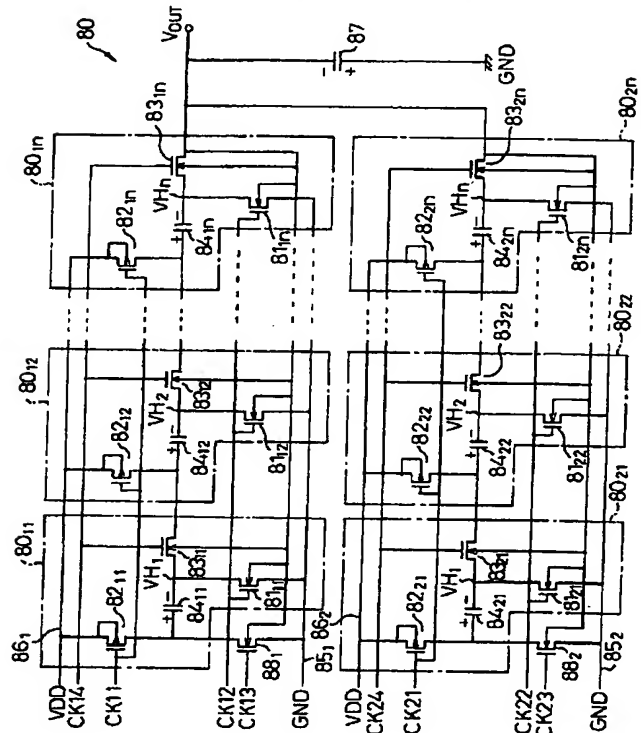 80
80₁₁
80₁₂
80₁ₙ
86₁
VDD
CK14
CK11
CK12
CK13
GND
85₁
82₁₁
84₁₁
+
−
VH₁
83₁₁
81₁₁
88₁
82₁₂
84₁₂
+
−
VH₂
83₁₂
81₁₂
82₁ₙ
84₁ₙ
+
−
VHₙ
83₁ₙ
81₁ₙ
VOUT
−
+
87
GND
86₂
VDD
CK24
CK21
CK22
CK23
GND
85₂
82₂₁
84₂₁
+
−
VH₁
83₂₁
81₂₁
88₂
80₂₁
82₂₂
84₂₂
+
−
VH₂
83₂₂
81₂₂
80₂₂
82₂ₙ
84₂ₙ
+
−
VHₙ
83₂ₙ
81₂ₙ
80₂ₙ